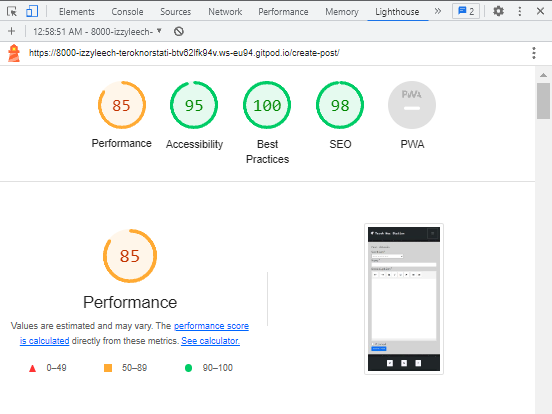 Elements Console Sources Network Performance Memory Lighthouse » 2
12:58:51 AM - 8000-izzyleech-
https://8000-izzyleech-teroknorstati-btv62lfk94v.ws-eu94.gitpod.io/create-post/
85 95 100 98 PWA
Performance Accessibility Best Practices SEO PWA
85
Performance
Values are estimated and may vary. The performance score
is calculated directly from these metrics. See calculator.
0–49 50–89 90–100